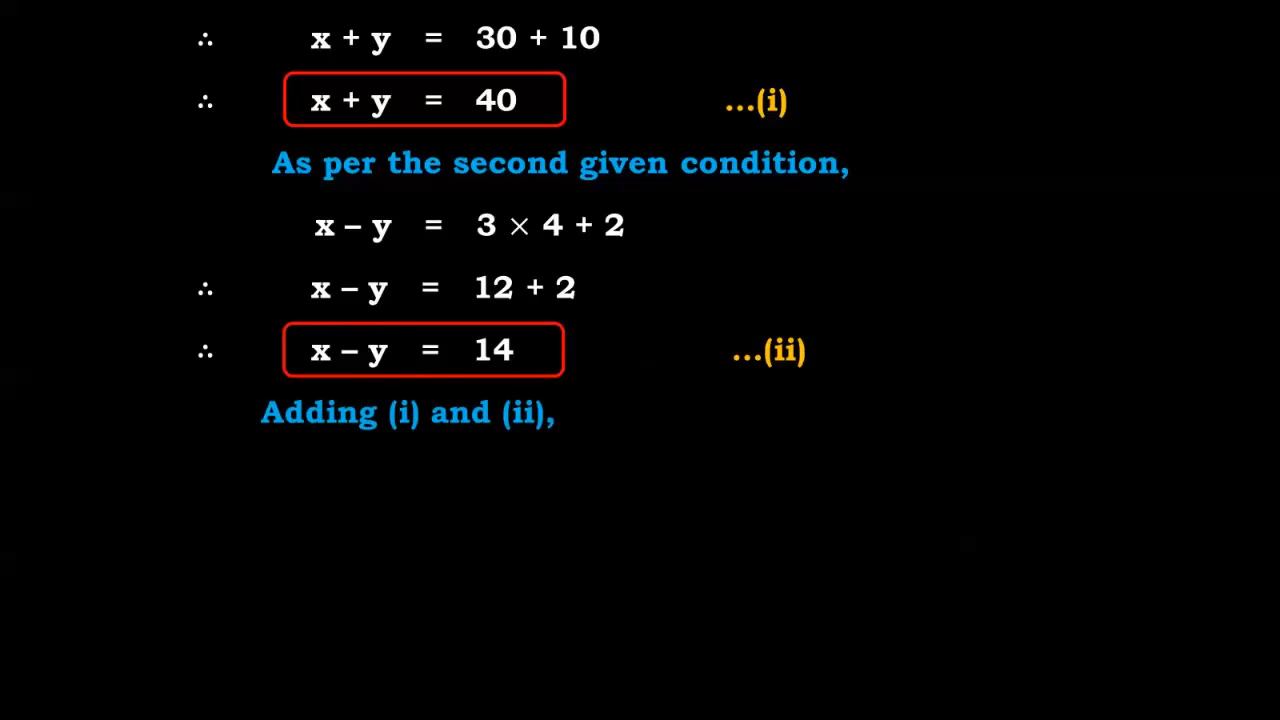 ∴ x + y = 30 + 10
∴ x + y = 40 ...(i)
As per the second given condition,
x – y = 3 × 4 + 2
∴ x – y = 12 + 2
∴ x – y = 14 ...(ii)
Adding (i) and (ii),